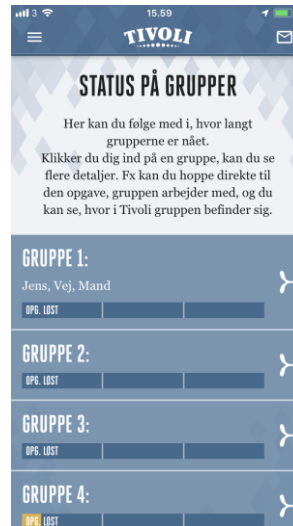 3 15.59
TIVOLI
STATUS PÅ GRUPPER
Her kan du følge med i, hvor langt
grupperne er nået.
Klikker du dig ind på en gruppe, kan du se
flere detaljer. Fx kan du hoppe direkte til
den opgave, gruppen arbejder med, og du
kan se, hvor i Tivoli gruppen befinder sig.
GRUPPE 1:
Jens, Vej, Mand
OPG. LØST
GRUPPE 2:
OPG. LØST
GRUPPE 3:
OPG. LØST
GRUPPE 4:
OPG. LØST